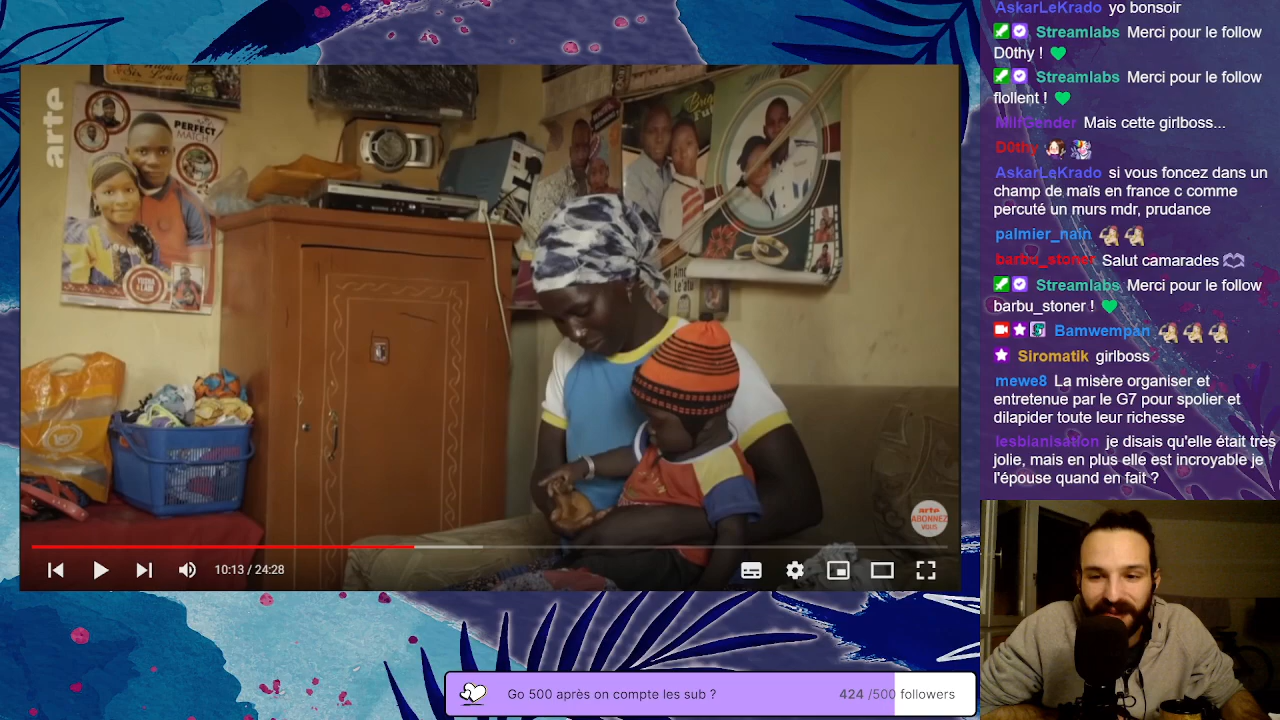 AskarLeKrado yo bonsoir
Streamlabs Merci pour le follow
D0thy !
Streamlabs Merci pour le follow
flollent !
MilfGender Mais cette girlboss...
D0thy
AskarLeKrado si vous foncez dans un
champ de maïs en france c comme
percuté un murs mdr, prudance
palmier_nain
barbu_stoner Salut camarades
Streamlabs Merci pour le follow
barbu_stoner !
Bamwempan
Siromatik girlboss
mewe8 La misère organiser et
entretenue par le G7 pour spolier et
dilapider toute leur richesse
lesbianisation je disais qu'elle était très
jolie, mais en plus elle est incroyable je
l'épouse quand en fait ?
arte
PERFECT
MATCH
arte
ABONNEZ
VOUS
10:13 / 24:28
Go 500 après on compte les sub ?
424 /500 followers